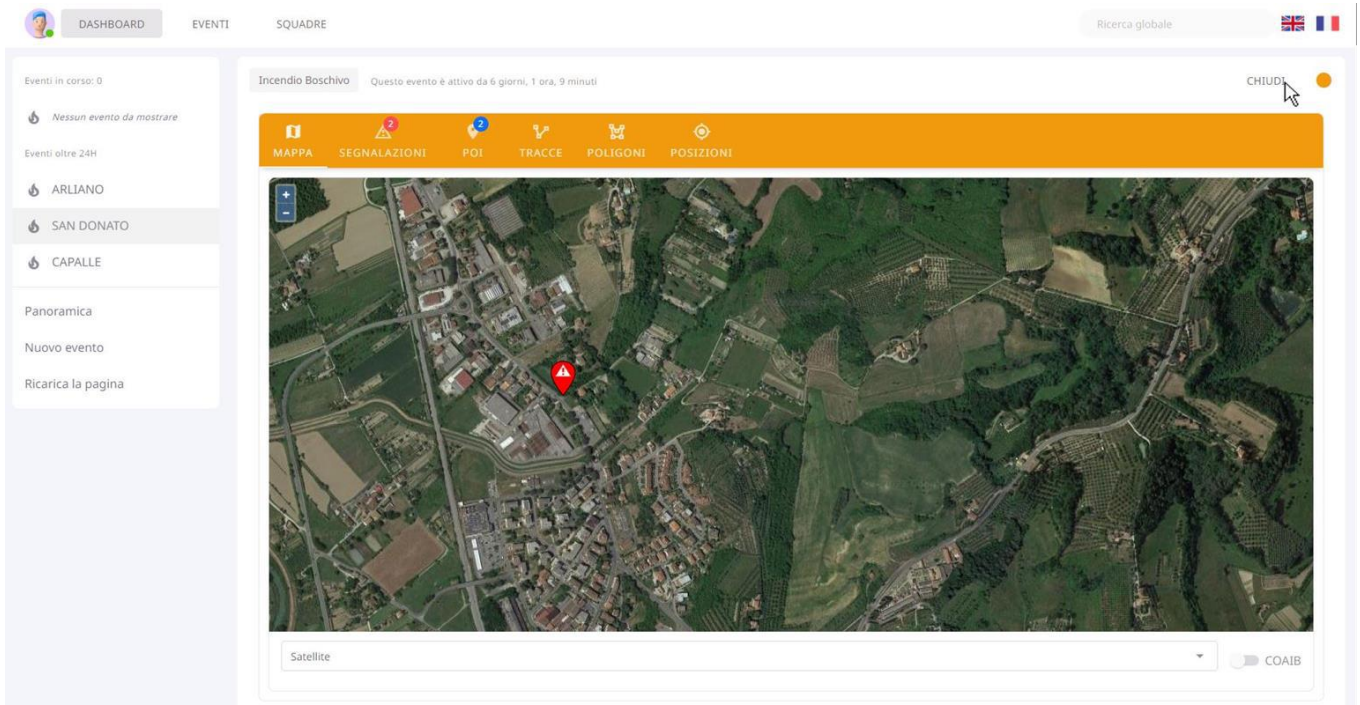 DASHBOARD EVENTI SQUADRE Ricerca globale
Eventi in corso: 0
Nessun evento da mostrare
Eventi oltre 24H
ARLIANO
SAN DONATO
CAPALLE
Panoramica
Nuovo evento
Ricarica la pagina
Incendio Boschivo Questo evento è attivo da 6 giorni, 1 ora, 9 minuti CHIUDI
2 2
MAPPA SEGNALAZIONI POI TRACCE POLIGONI POSIZIONI
+
-
Satellite COAIB